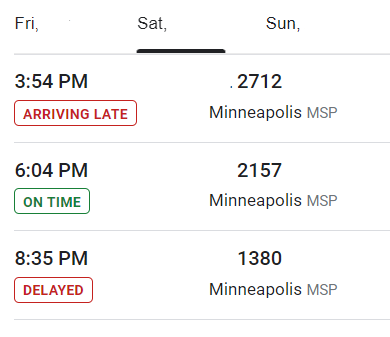 Fri, Sat, Sun,
3:54 PM 2712
ARRIVING LATE Minneapolis MSP
6:04 PM 2157
ON TIME Minneapolis MSP
8:35 PM 1380
DELAYED Minneapolis MSP